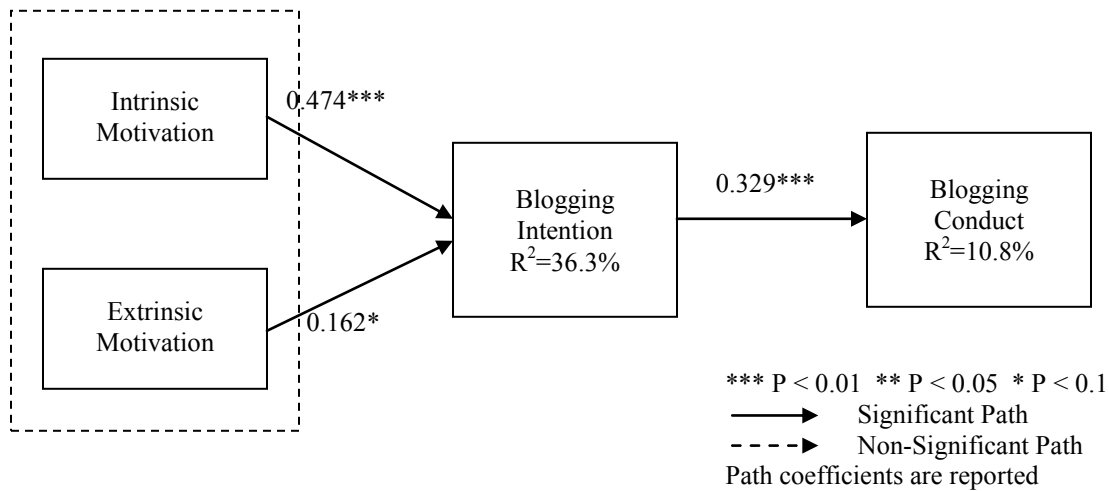 Intrinsic
Motivation
0.474***
Extrinsic
Motivation
0.162*
Blogging
Intention
R²=36.3%
0.329***
Blogging
Conduct
R²=10.8%
*** P < 0.01 ** P < 0.05 * P < 0.1
Significant Path
Non-Significant Path
Path coefficients are reported